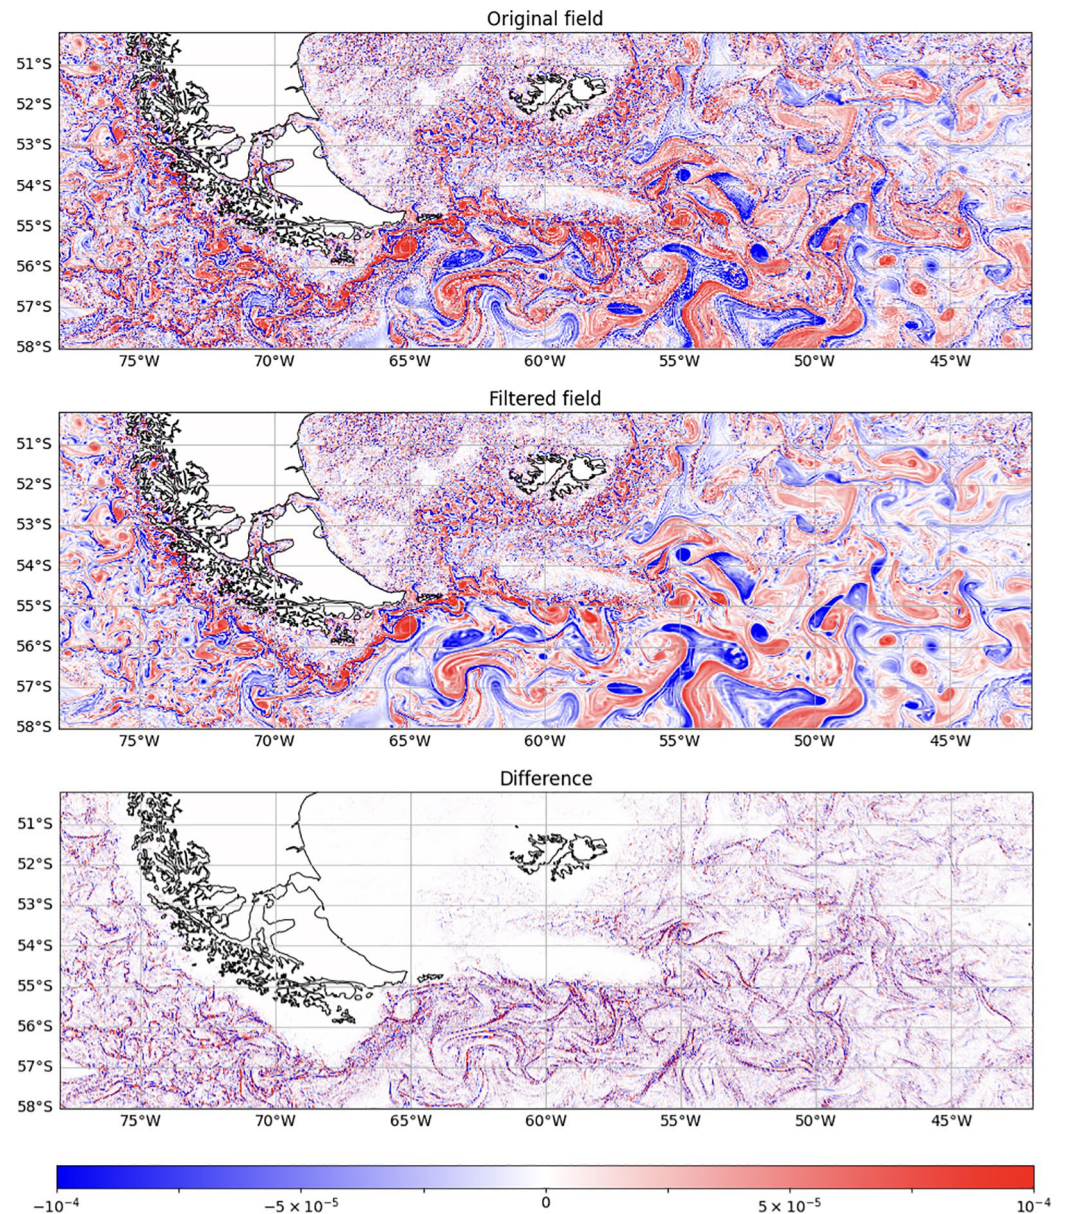 Original field
51°S
52°S
53°S
54°S
55°S
56°S
57°S
58°S
75°W 70°W 65°W 60°W 55°W 50°W 45°W
Filtered field
51°S
52°S
53°S
54°S
55°S
56°S
57°S
58°S
75°W 70°W 65°W 60°W 55°W 50°W 45°W
Difference
51°S
52°S
53°S
54°S
55°S
56°S
57°S
58°S
75°W 70°W 65°W 60°W 55°W 50°W 45°W
−10⁻⁴ −5 × 10⁻⁵ 0 5 × 10⁻⁵ 10⁻⁴